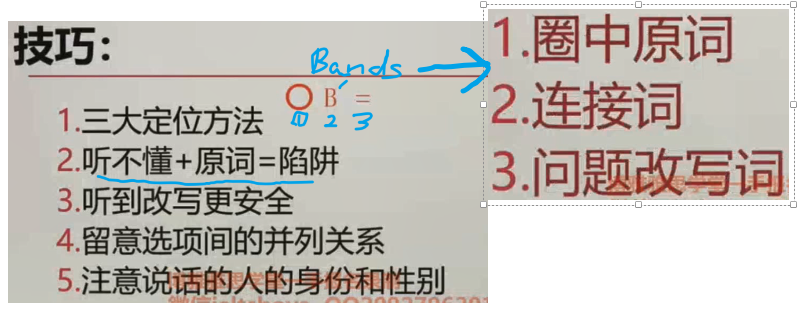 技巧：
Bands
○ B' =
① 2 3
1.三大定位方法
2.听不懂+原词=陷阱
3.听到改写更安全
4.留意选项间的并列关系
5.注意说话的人的身份和性别
1.圈中原词
2.连接词
3.问题改写词